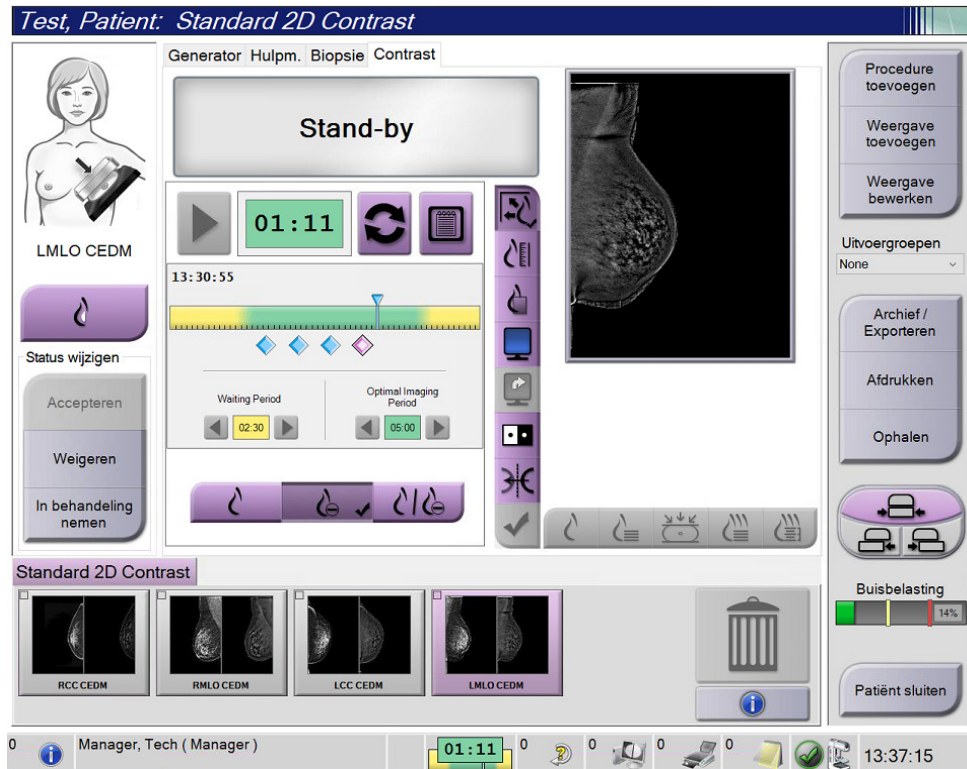 Test, Patient:  Standard 2D Contrast
Generator Hulpm. Biopsie Contrast
Stand-by
LMLO CEDM
Status wijzigen
Accepteren
Weigeren
In behandeling
nemen
01:11
13:30:55
Waiting Period
02:30
Optimal Imaging
Period
05:00
Procedure
toevoegen
Weergave
toevoegen
Weergave
bewerken
Uitvoergroepen
None
Archief /
Exporteren
Afdrukken
Ophalen
Buisbelasting
14%
Patiënt sluiten
Standard 2D Contrast
RCC CEDM
RMLO CEDM
LCC CEDM
LMLO CEDM
0
Manager, Tech ( Manager )
01:11
0
0
0
0
13:37:15